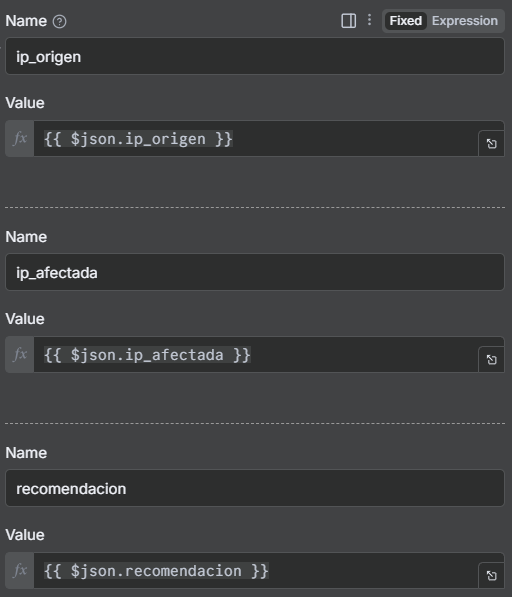 Name
Fixed Expression
ip_origen
Value
fx {{ $json.ip_origen }}
Name
ip_afectada
Value
fx {{ $json.ip_afectada }}
Name
recomendacion
Value
fx {{ $json.recomendacion }}